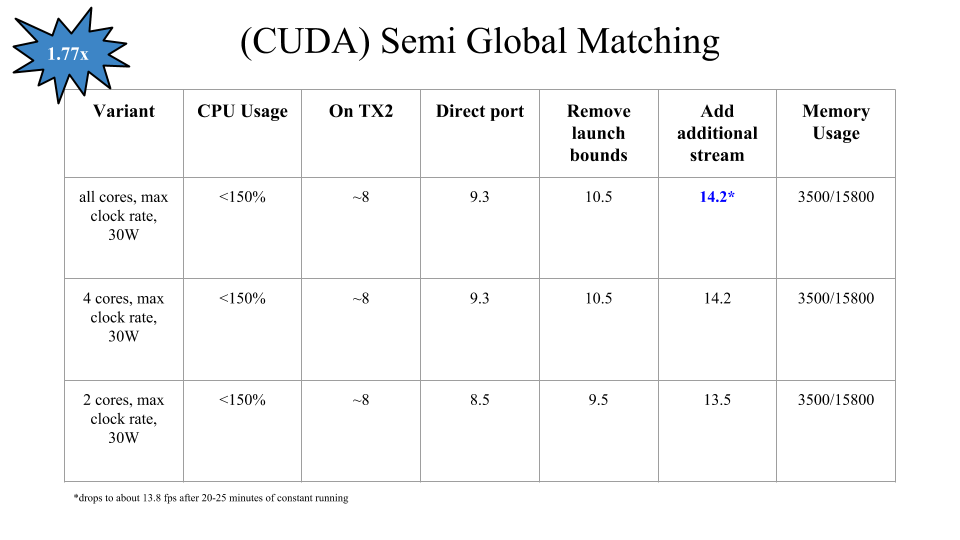 1.77x
(CUDA) Semi Global Matching
Variant
CPU Usage
On TX2
Direct port
Remove
launch
bounds
Add
additional
stream
Memory
Usage
all cores, max
clock rate,
30W
<150%
~8
9.3
10.5
14.2*
3500/15800
4 cores, max
clock rate,
30W
<150%
~8
9.3
10.5
14.2
3500/15800
2 cores, max
clock rate,
30W
<150%
~8
8.5
9.5
13.5
3500/15800
*drops to about 13.8 fps after 20-25 minutes of constant running